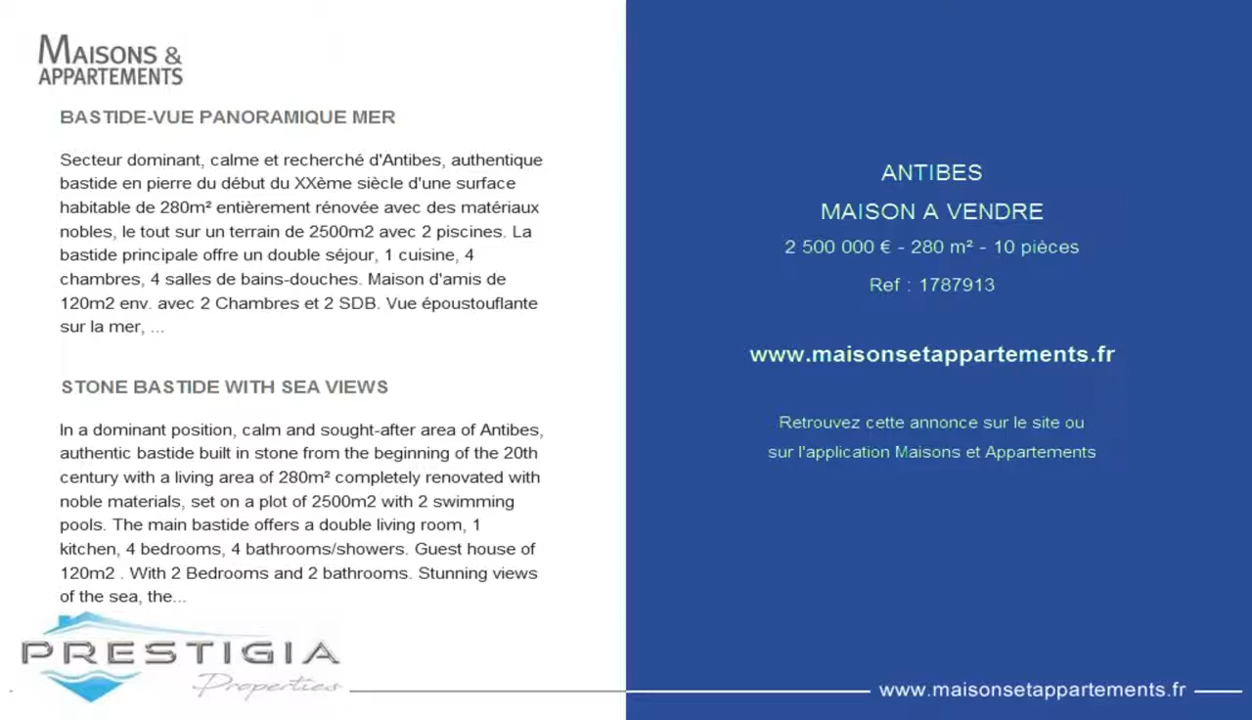 MAISONS &
APPARTEMENTS
BASTIDE-VUE PANORAMIQUE MER
Secteur dominant, calme et recherché d'Antibes, authentique
bastide en pierre du début du XXème siècle d'une surface
habitable de 280m² entièrement rénovée avec des matériaux
nobles, le tout sur un terrain de 2500m2 avec 2 piscines. La
bastide principale offre un double séjour, 1 cuisine, 4
chambres, 4 salles de bains-douches. Maison d'amis de
120m2 env. avec 2 Chambres et 2 SDB. Vue époustouflante
sur la mer, ...
STONE BASTIDE WITH SEA VIEWS
In a dominant position, calm and sought-after area of Antibes,
authentic bastide built in stone from the beginning of the 20th
century with a living area of 280m² completely renovated with
noble materials, set on a plot of 2500m2 with 2 swimming
pools. The main bastide offers a double living room, 1
kitchen, 4 bedrooms, 4 bathrooms/showers. Guest house of
120m2 . With 2 Bedrooms and 2 bathrooms. Stunning views
of the sea, the...
PRESTIGIA
Properties
ANTIBES
MAISON A VENDRE
2 500 000 € - 280 m² - 10 pièces
Ref : 1787913
www.maisonsetappartements.fr
Retrouvez cette annonce sur le site ou
sur l'application Maisons et Appartements
www.maisonsetappartements.fr